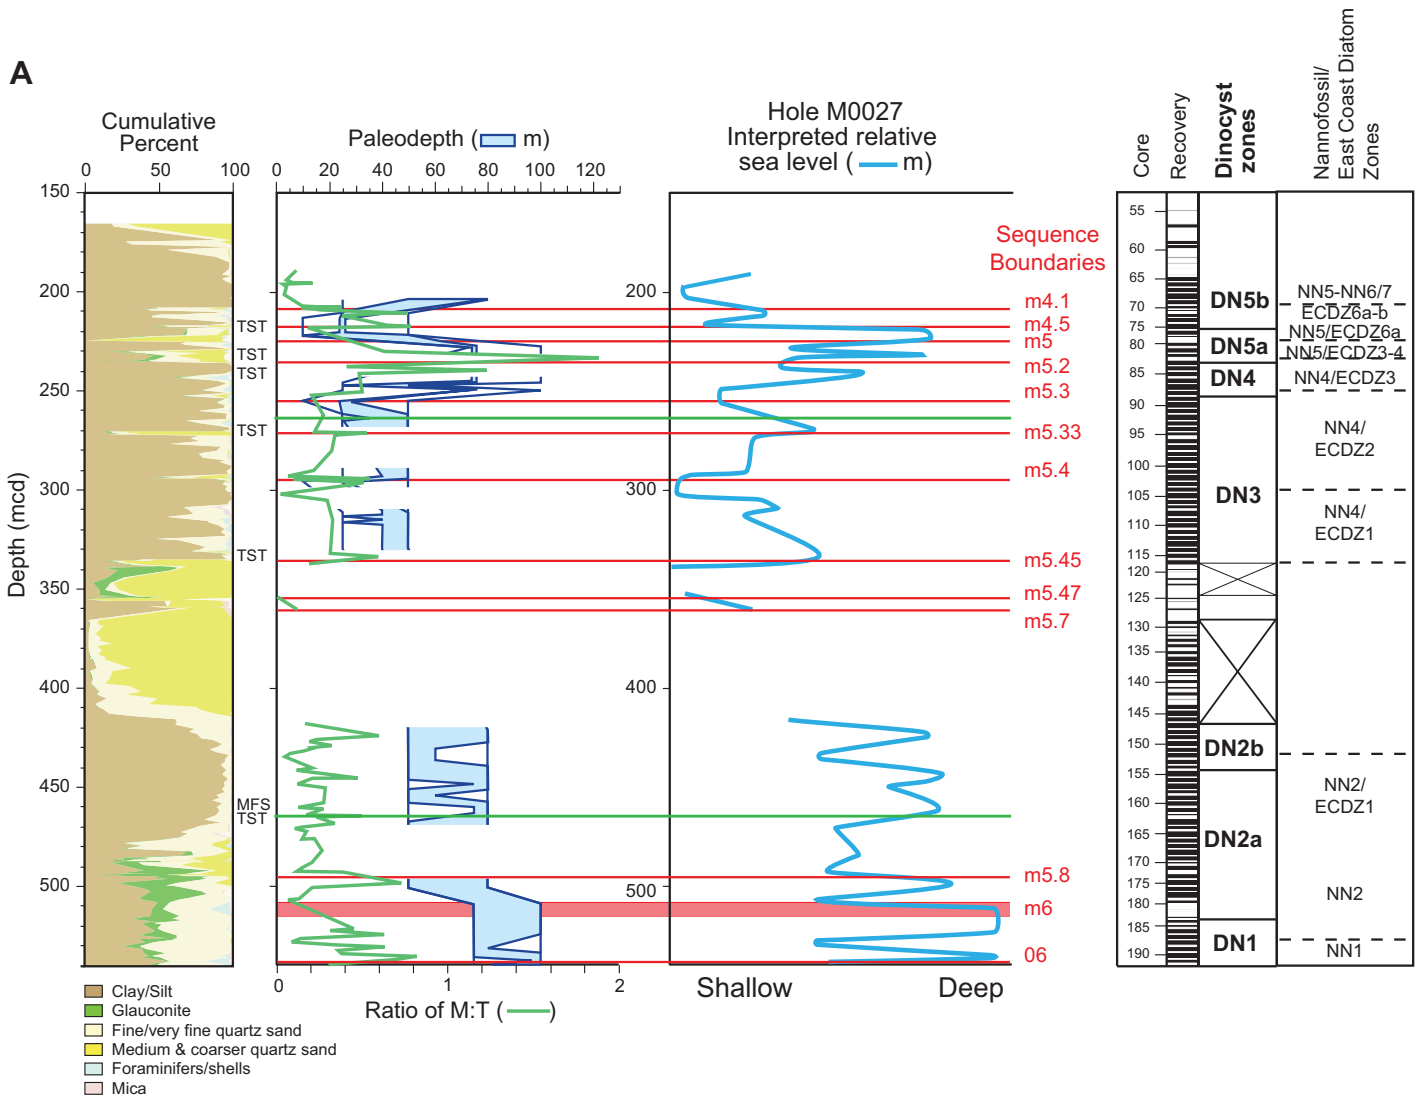 A
Cumulative
Percent
0 50 100
Paleodepth ( m)
0 20 40 60 80 100 120
Hole M0027
Interpreted relative
sea level ( m)
Core
Recovery
Dinocyst
zones
Nannofossil/
East Coast Diatom
Zones
Depth (mcd)
150
200
250
300
350
400
450
500
TST
TST
TST
TST
TST
MFS
TST
200
300
400
500
Sequence
Boundaries
m4.1
m4.5
m5
m5.2
m5.3
m5.33
m5.4
m5.45
m5.47
m5.7
m5.8
m6
06
55
60
65
70
75
80
85
90
95
100
105
110
115
120
125
130
135
140
145
150
155
160
165
170
175
180
185
190
DN5b
DN5a
DN4
DN3
DN2b
DN2a
DN1
NN5-NN6/7
ECDZ6a-b
NN5/ECDZ6a
NN5/ECDZ3-4
NN4/ECDZ3
NN4/
ECDZ2
NN4/
ECDZ1
NN2/
ECDZ1
NN2
NN1
0 1 2
Ratio of M:T ( )
Shallow Deep
Clay/Silt
Glauconite
Fine/very fine quartz sand
Medium & coarser quartz sand
Foraminifers/shells
Mica